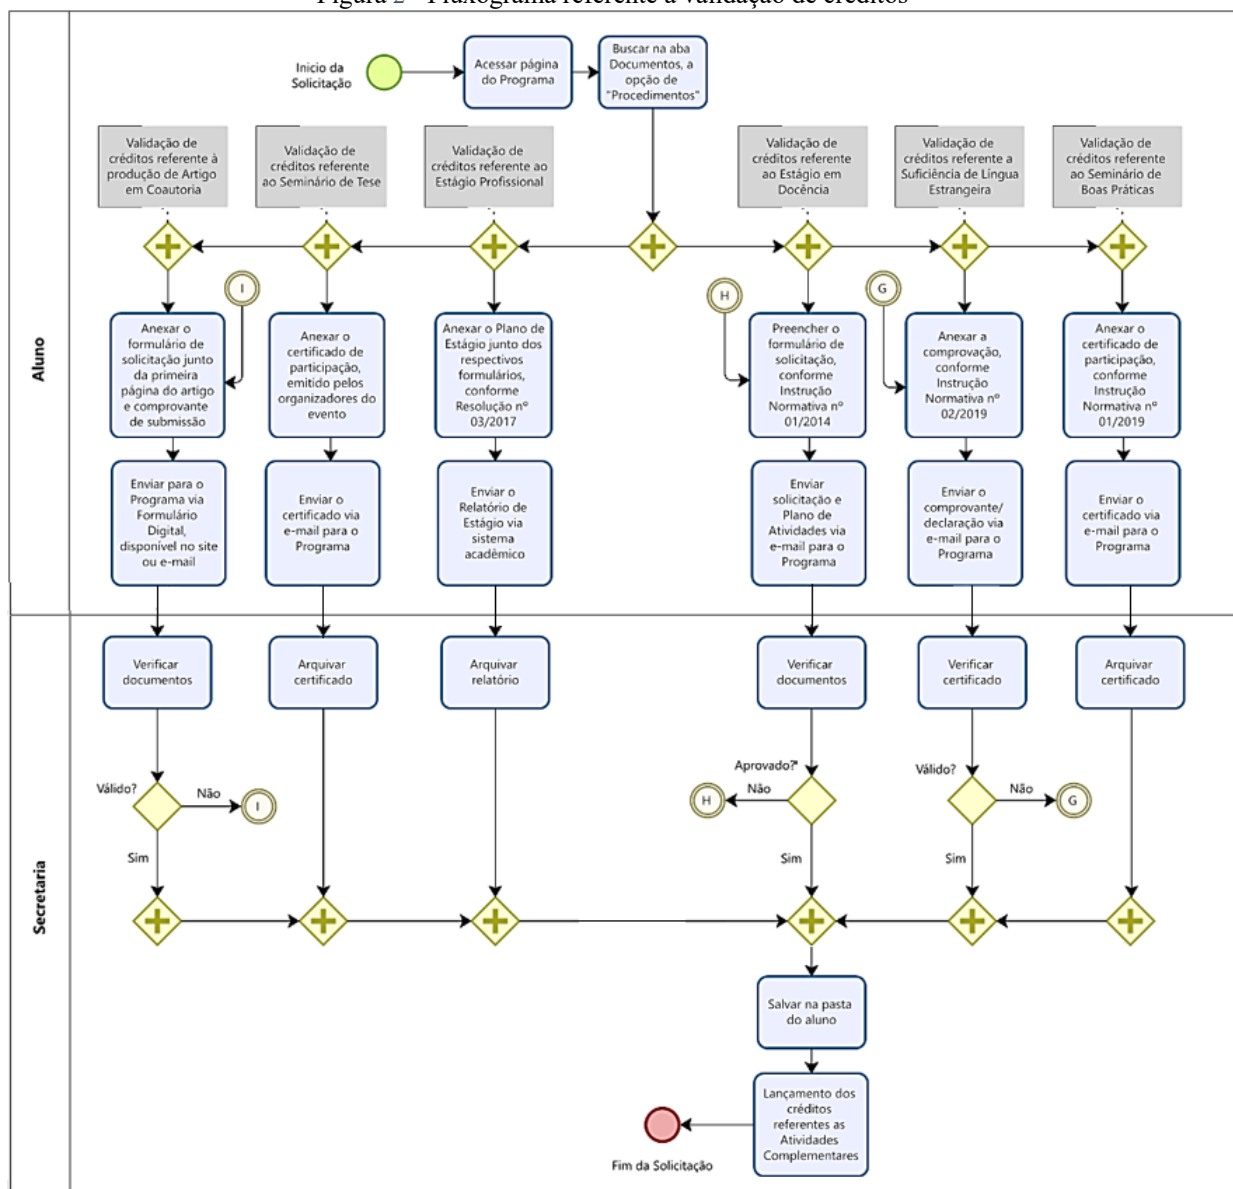 Figura 2 - Fluxograma referente à validação de créditos
Inicio da
Solicitação
Acessar página
do Programa
Buscar na aba
Documentos, a
opção de
"Procedimentos"
Validação de
créditos referente à
produção de Artigo
em Coautoria
Validação de
créditos referente
ao Seminário de Tese
Validação de
créditos referente ao
Estágio Profissional
Validação de
créditos referente
ao Estágio em
Docência
Validação de
créditos referente a
Suficiência de Língua
Estrangeira
Validação de
créditos referente
ao Seminário de
Boas Práticas
I
H
G
Aluno
Anexar o
formulário de
solicitação junto
da primeira
página do artigo
e comprovante
de submissão
Anexar o
certificado de
participação,
emitido pelos
organizadores do
evento
Anexar o Plano de
Estágio junto dos
respectivos
formulários,
conforme
Resolução nº
03/2017
Preencher o
formulário de
solicitação,
conforme
Instrução
Normativa nº
01/2014
Anexar a
comprovação,
conforme
Instrução
Normativa nº
02/2019
Anexar o
certificado de
participação,
conforme
Instrução
Normativa nº
01/2019
Enviar para o
Programa via
Formulário
Digital,
disponível no site
ou e-mail
Enviar o
certificado via
e-mail para o
Programa
Enviar o
Relatório de
Estágio via
sistema
acadêmico
Enviar
solicitação e
Plano de
Atividades via
e-mail para o
Programa
Enviar o
comprovante/
declaração via
e-mail para o
Programa
Enviar o
certificado via
e-mail para o
Programa
Secretaria
Verificar
documentos
Arquivar
certificado
Arquivar
relatório
Verificar
documentos
Verificar
certificado
Arquivar
certificado
Válido?
Não
I
Sim
Aprovado?*
Não
H
Sim
Válido?
Não
G
Sim
Salvar na pasta
do aluno
Lançamento dos
créditos
referentes as
Atividades
Complementares
Fim da Solicitação